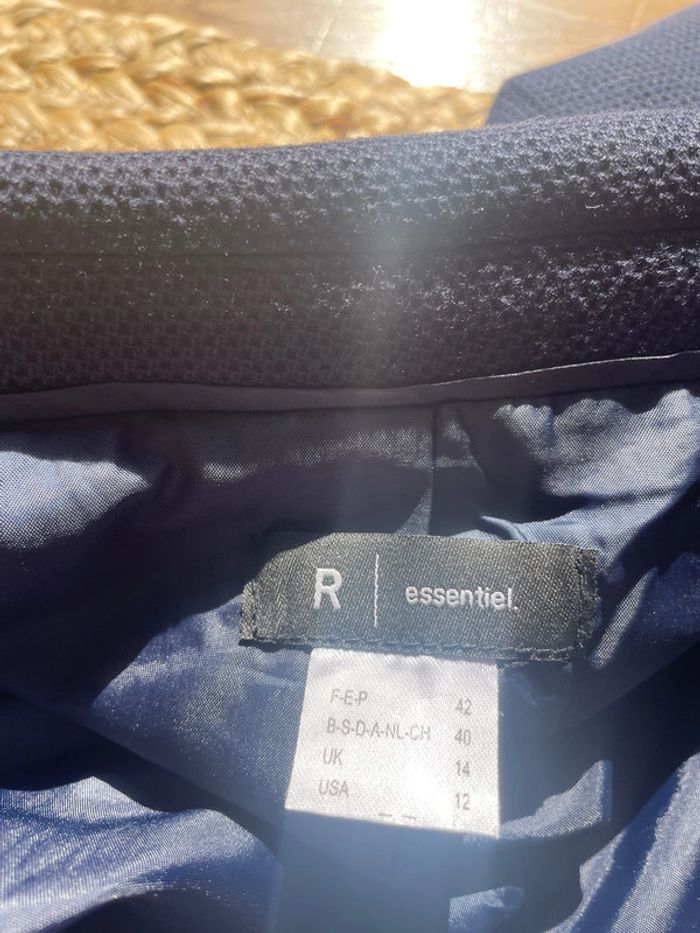 R | essentiel.
F-E-P 42
B-S-D-A-NL-CH 40
UK 14
USA 12